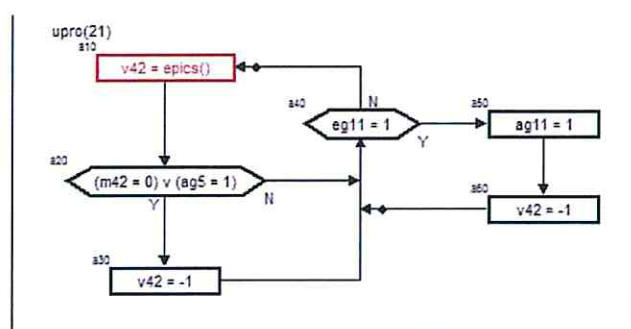 upro(21)
a10
v42 = epics()
a20
(m42 = 0) v (ag5 = 1)
Y
N
a30
v42 = -1
a40
eg11 = 1
N
Y
a50
ag11 = 1
a60
v42 = -1